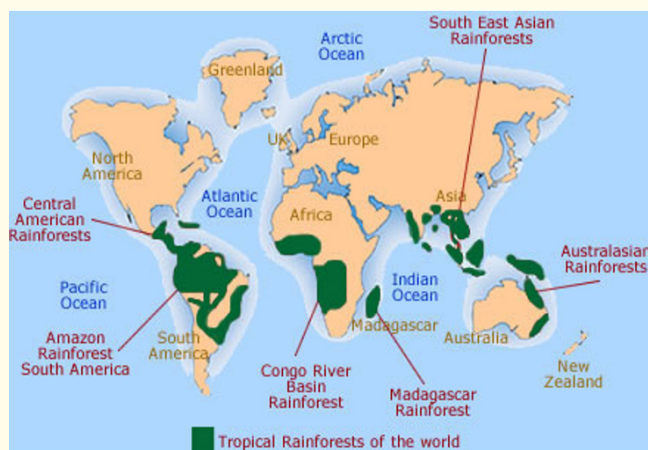 South East Asian
Rainforests
Arctic
Ocean
Greenland
UK
Europe
North
America
Atlantic
Ocean
Asia
Central
American
Rainforests
Africa
Australasian
Rainforests
Pacific
Ocean
Indian
Ocean
Amazon
Rainforest
South America
South
America
Madagascar
Australia
Congo River
Basin
Rainforest
Madagascar
Rainforest
New
Zealand
Tropical Rainforests of the world